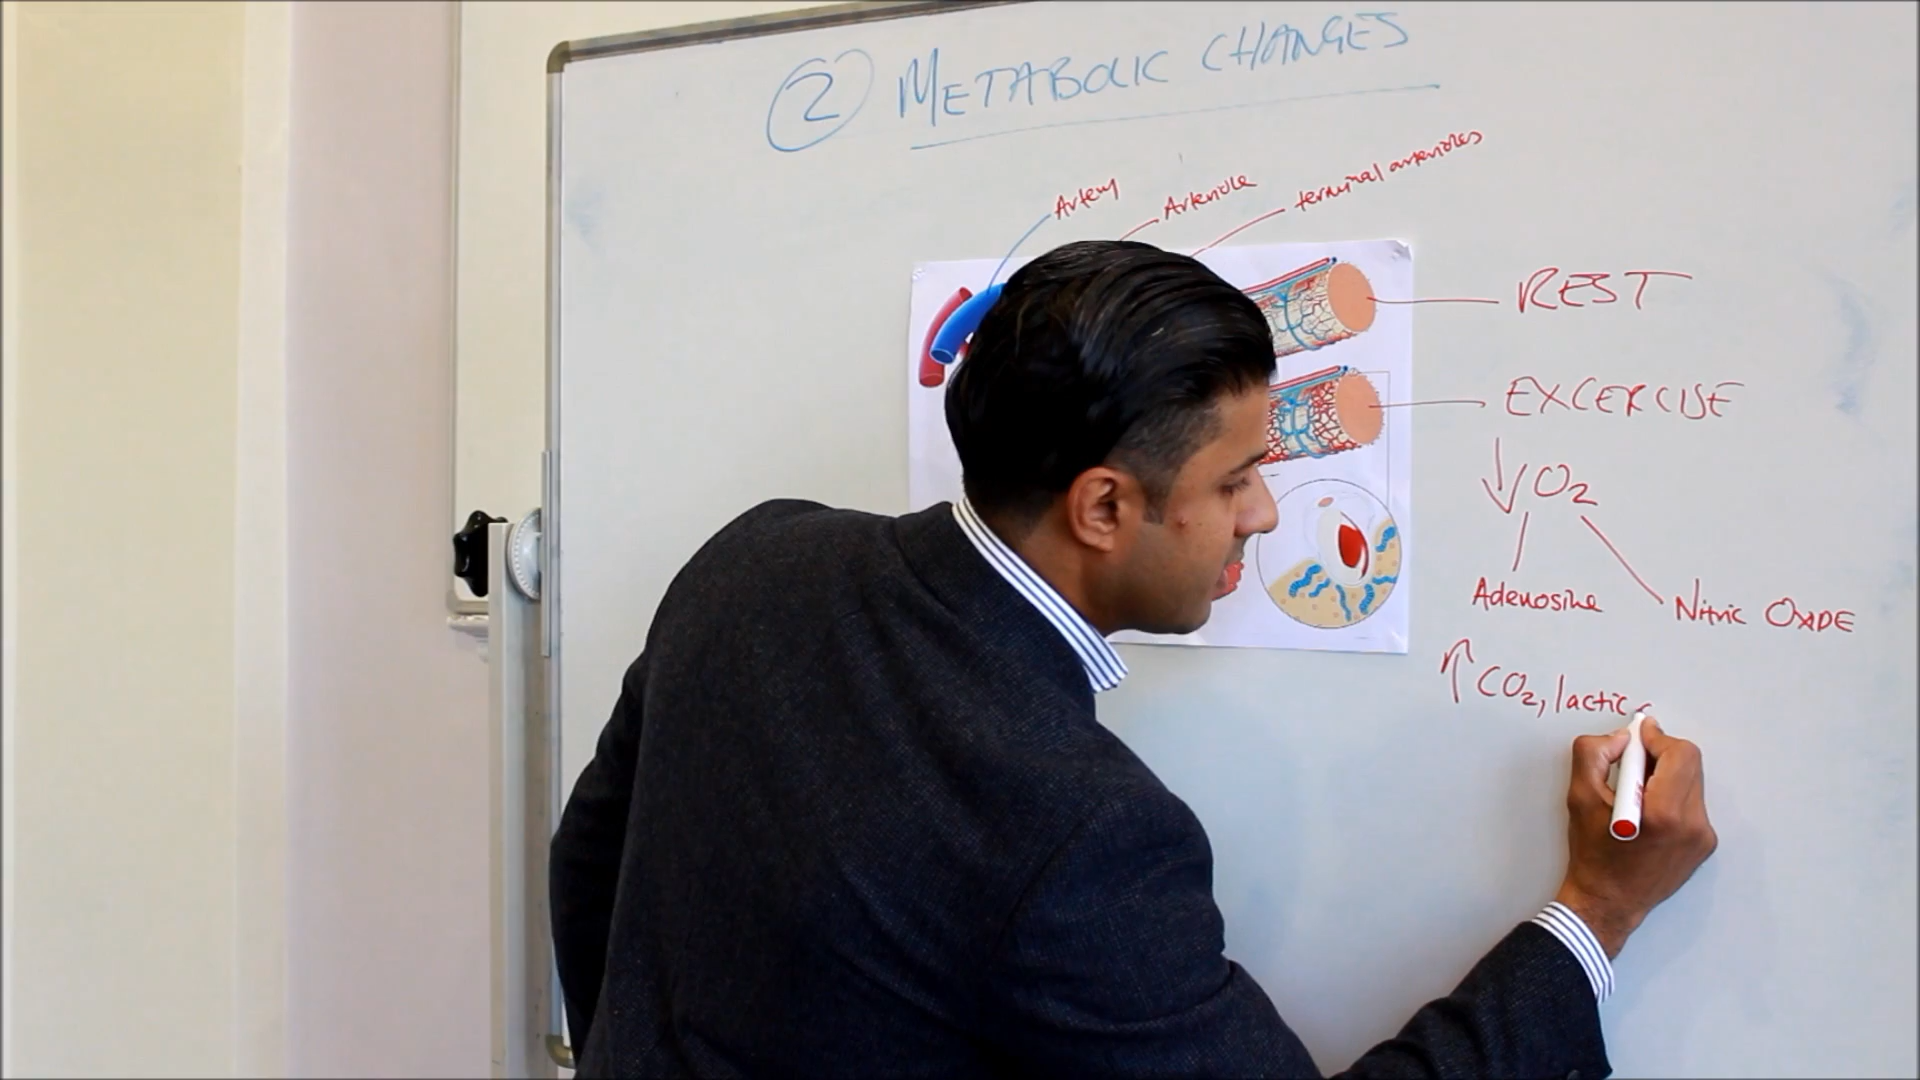 2 METABOLIC CHANGES
Artery
Arteriole
terminal arterioles
REST
EXCERCISE
↓ O2
Adenosine
Nitric OXIDE
↑ CO2, lactic